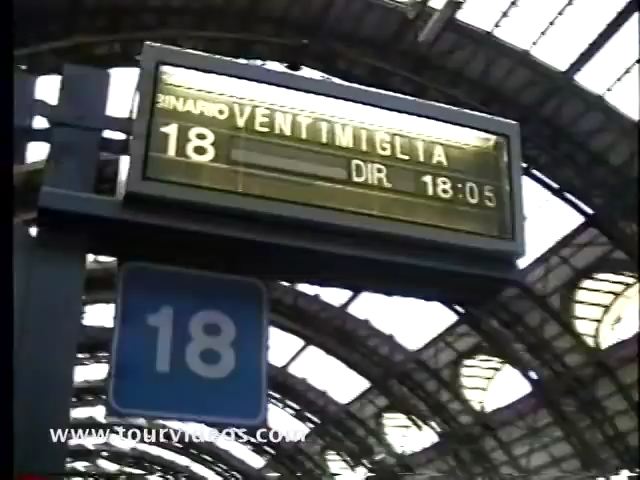 BINARIO VENTIMIGLIA
18 DIR. 18:05
18
www.tourvideos.com